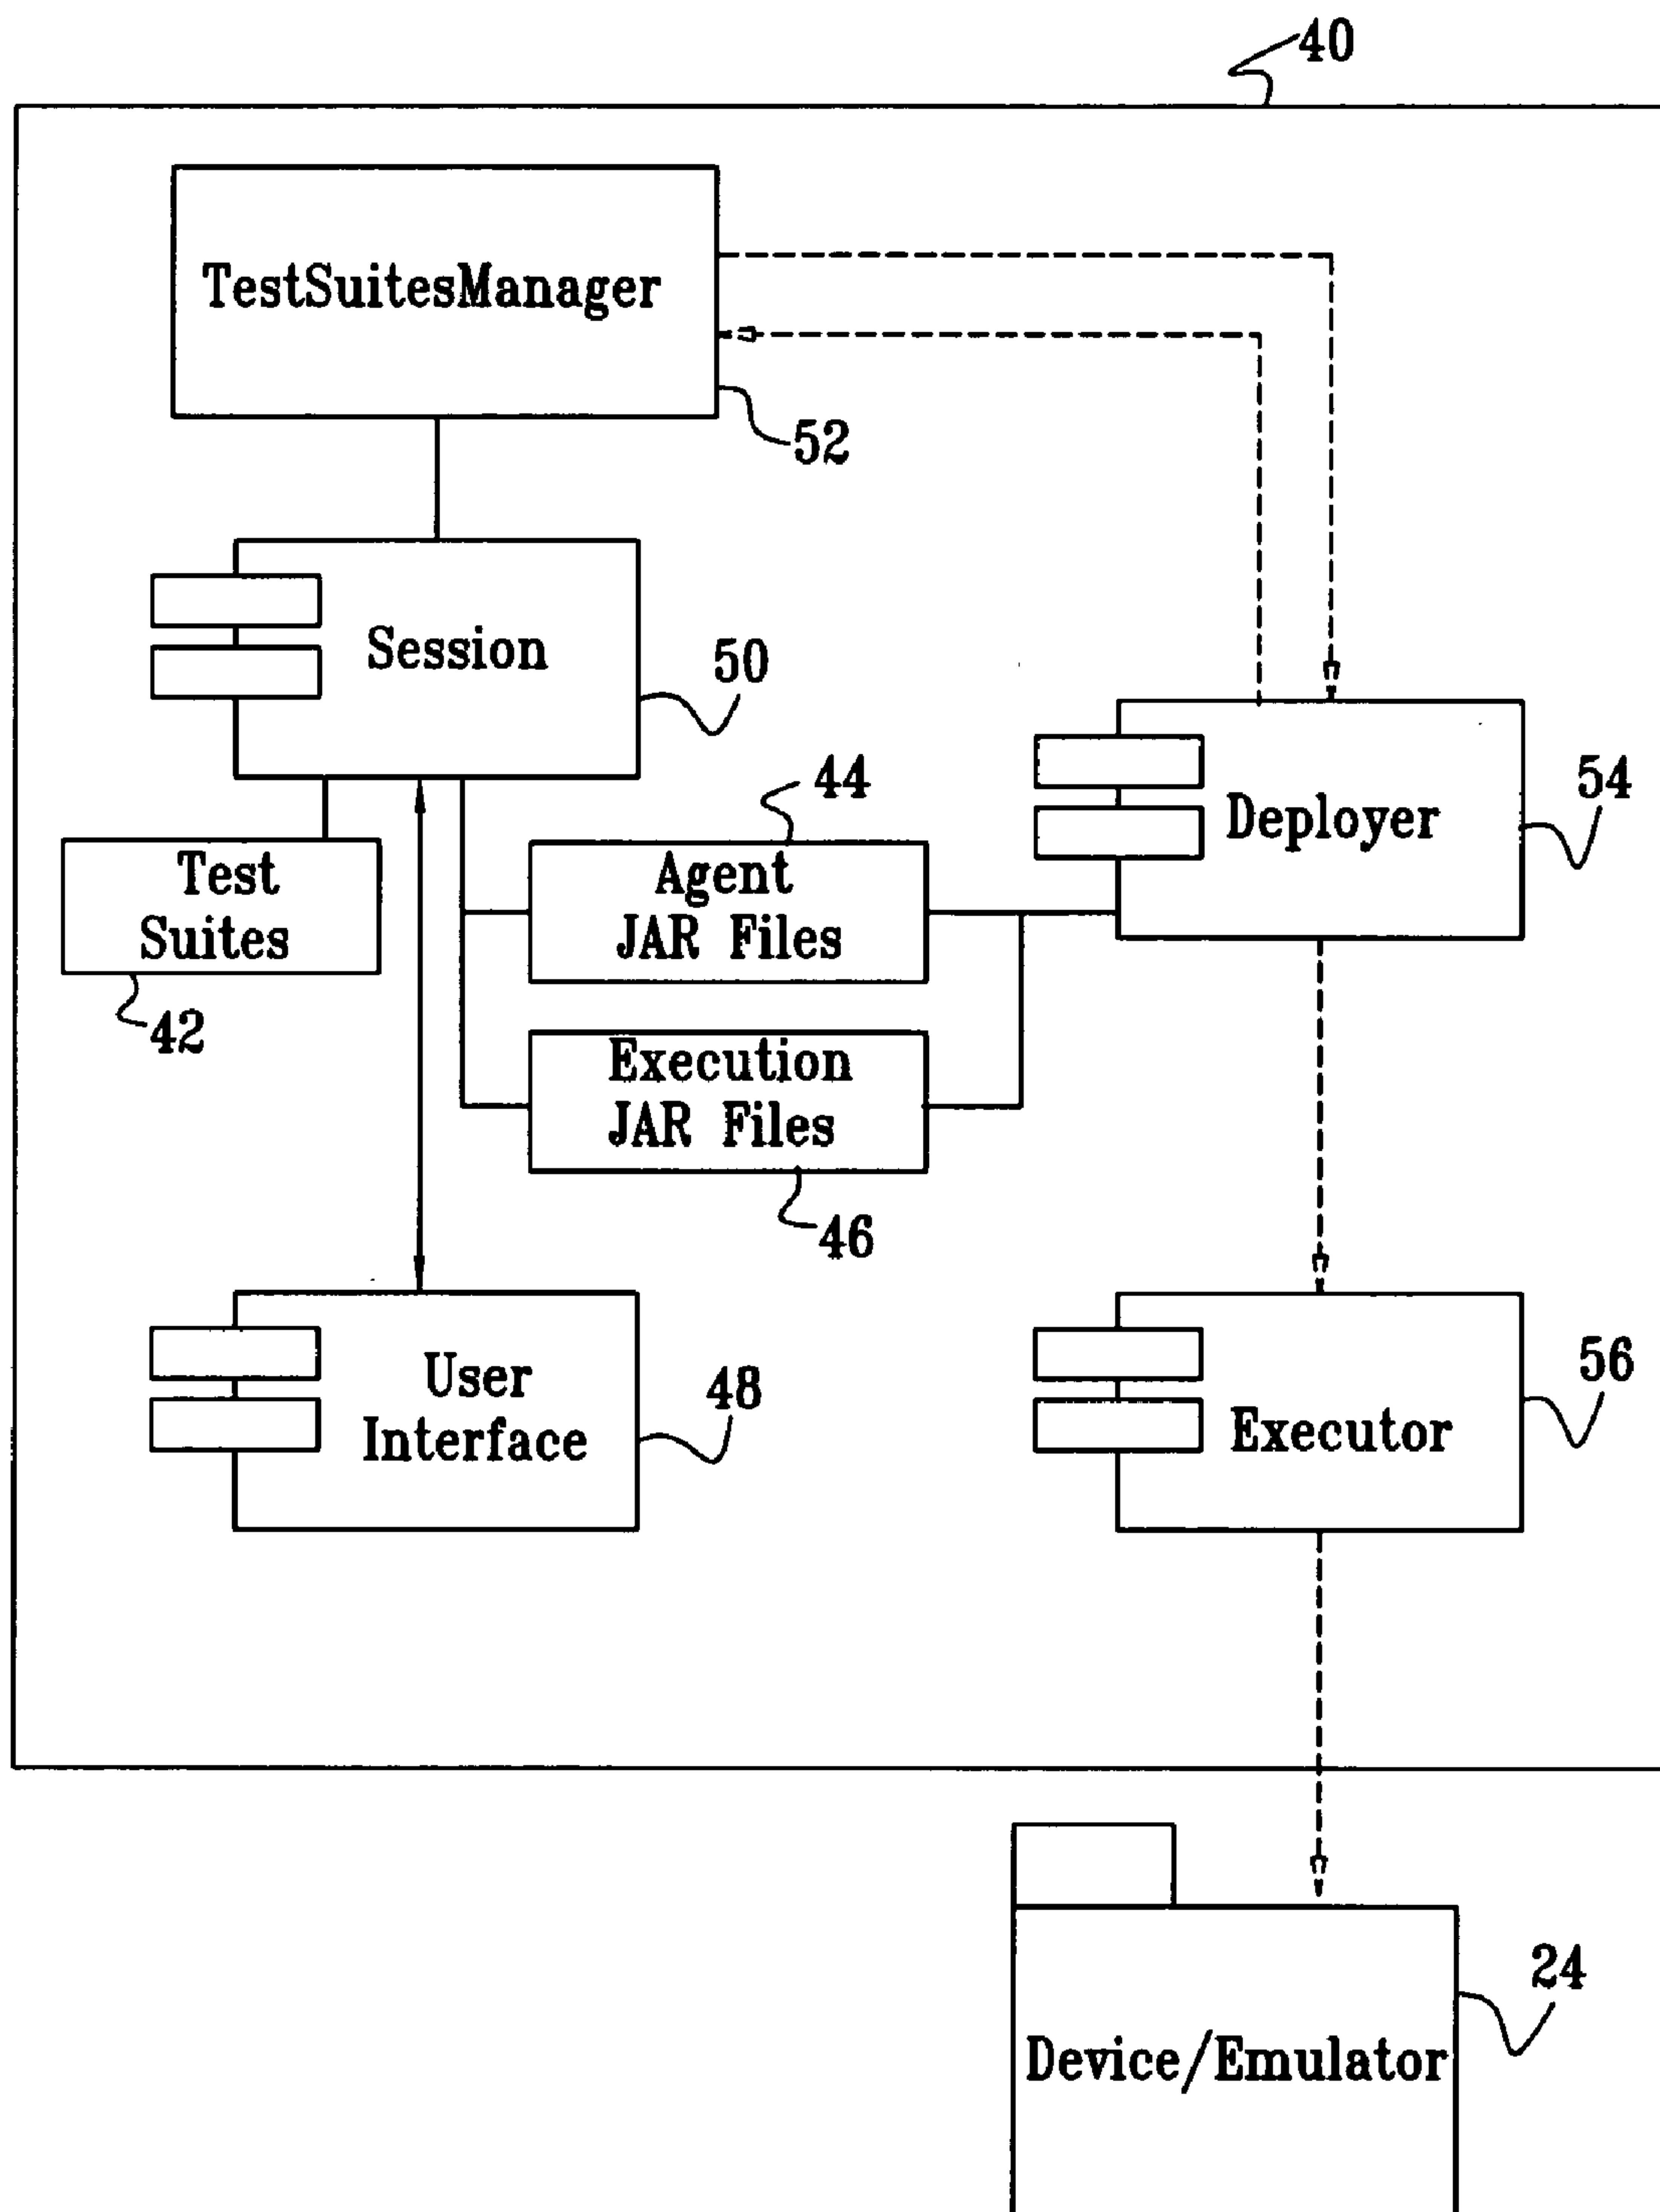 40
TestSuitesManager
52
Session
50
44
Agent
JAR Files
Deployer
54
Test
Suites
42
Execution
JAR Files
46
User
Interface
48
Executor
56
24
Device/Emulator